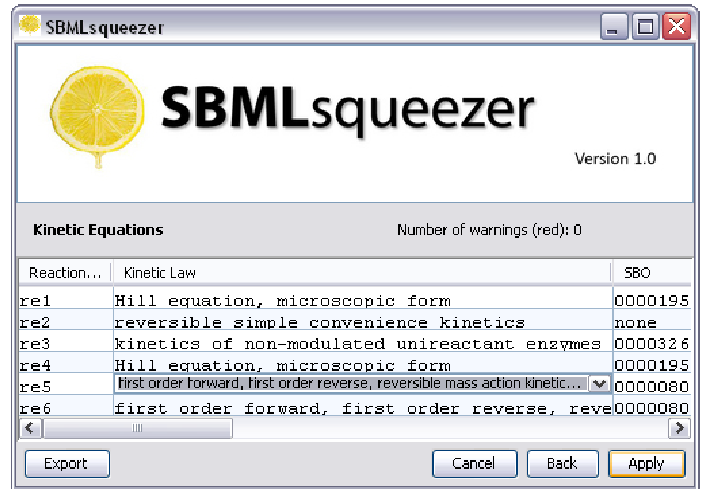 SBMLsqueezer
SBMLsqueezer
Version 1.0
Kinetic Equations Number of warnings (red): 0
Reaction... Kinetic Law SBO
re1 Hill equation, microscopic form 0000195
re2 reversible simple convenience kinetics none
re3 kinetics of non-modulated unireactant enzymes 0000326
re4 Hill equation, microscopic form 0000195
re5 first order forward, first order reverse, reversible mass action kinetic... 0000080
re6 first order forward, first order reverse, reve 0000080
Export Cancel Back Apply